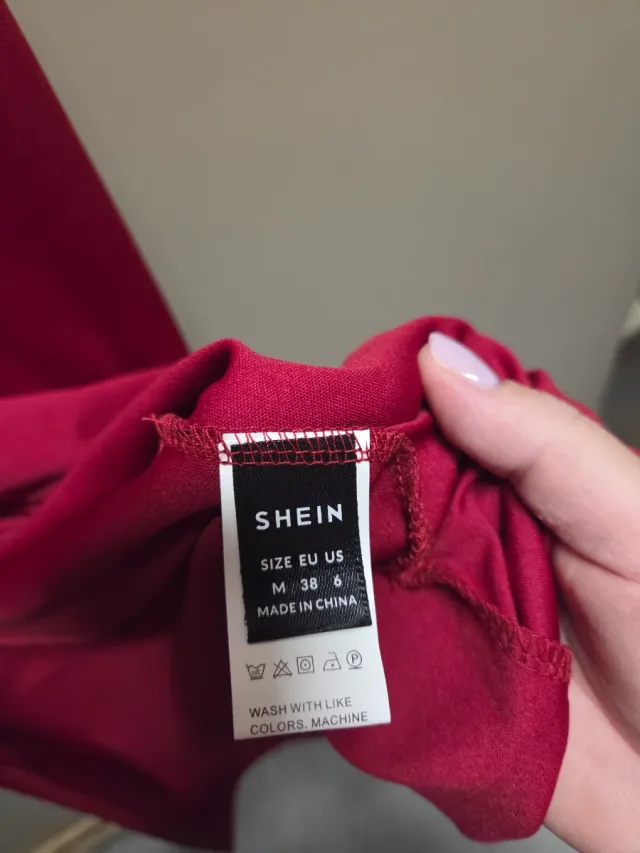 SHEIN
SIZE EU US
M 38 6
MADE IN CHINA
P
WASH WITH LIKE
COLORS. MACHINE